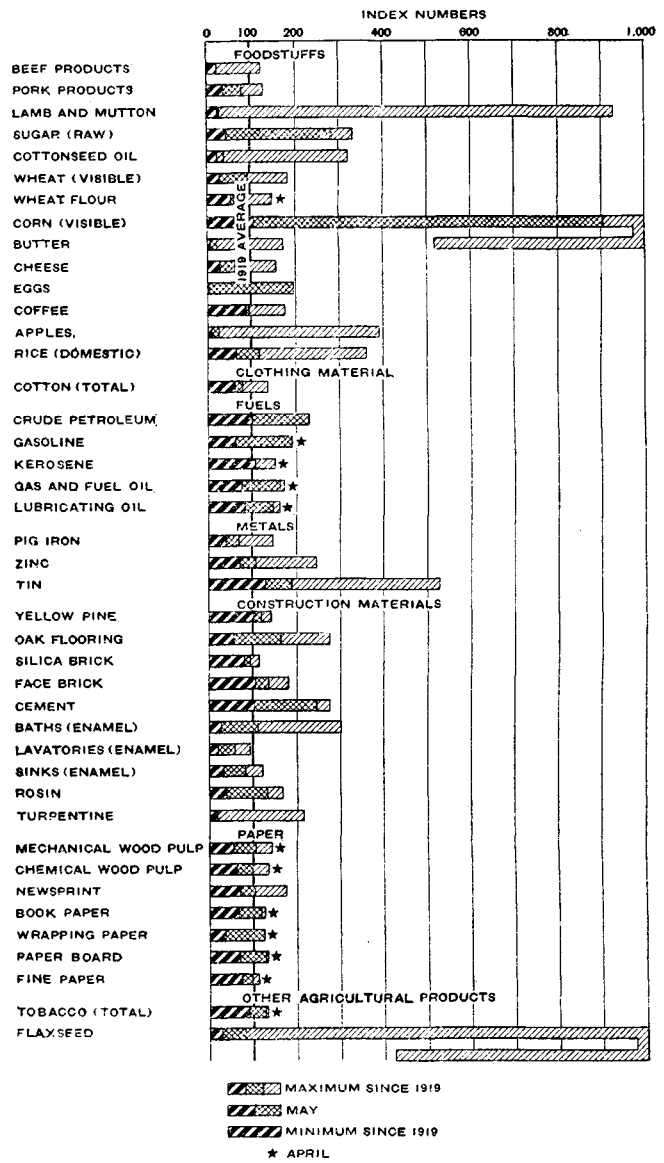 INDEX NUMBERS
0 100 200 400 600 800 1,000
FOODSTUFFS
BEEF PRODUCTS
PORK PRODUCTS
LAMB AND MUTTON
SUGAR (RAW)
COTTONSEED OIL
WHEAT (VISIBLE)
WHEAT FLOUR ★
CORN (VISIBLE)
1919 AVERAGE
BUTTER
CHEESE
EGGS
COFFEE
APPLES,
RICE (DOMESTIC)
CLOTHING MATERIAL
COTTON (TOTAL)
FUELS
CRUDE PETROLEUM
GASOLINE ★
KEROSENE ★
GAS AND FUEL OIL ★
LUBRICATING OIL ★
METALS
PIG IRON
ZINC
TIN
CONSTRUCTION MATERIALS
YELLOW PINE
OAK FLOORING
SILICA BRICK
FACE BRICK
CEMENT
BATHS (ENAMEL)
LAVATORIES (ENAMEL)
SINKS (ENAMEL)
ROSIN
TURPENTINE
PAPER
MECHANICAL WOOD PULP ★
CHEMICAL WOOD PULP ★
NEWSPRINT
BOOK PAPER ★
WRAPPING PAPER ★
PAPER BOARD ★
FINE PAPER ★
OTHER AGRICULTURAL PRODUCTS
TOBACCO (TOTAL) ★
FLAXSEED
MAXIMUM SINCE 1919
MAY
MINIMUM SINCE 1919
★ APRIL